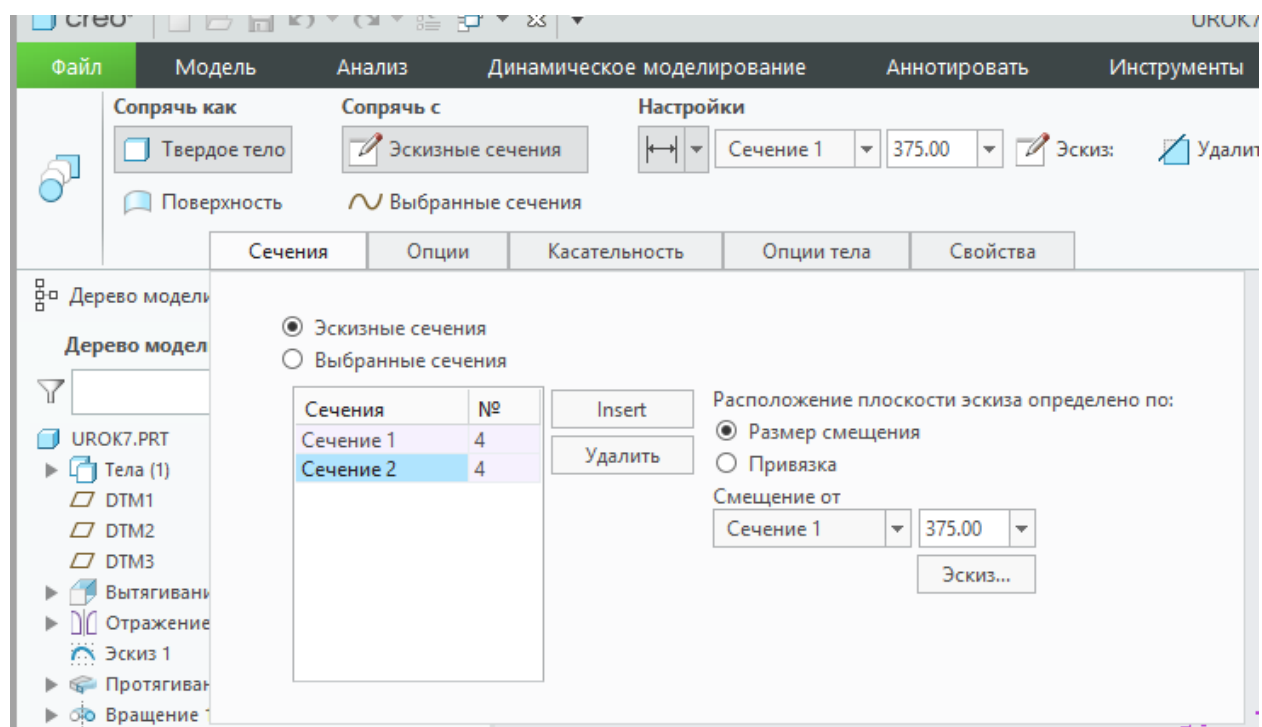 creo
UROK7
Файл Модель Анализ Динамическое моделирование Аннотировать Инструменты
Сопрячь как Сопрячь с Настройки
Твердое тело Эскизные сечения Сечение 1 375.00 Эскиз: Удалит
Поверхность Выбранные сечения
Сечения Опции Касательность Опции тела Свойства
Дерево модели
Эскизные сечения
Дерево модел
Выбранные сечения
Сечения № Insert Расположение плоскости эскиза определено по:
Сечение 1 4 Размер смещения
UROK7.PRT
Сечение 2 4 Удалить Привязка
Тела (1)
Смещение от
DTM1
Сечение 1 375.00
DTM2
DTM3
Эскиз...
Вытягивани
Отражение
Эскиз 1
Протягиван
Вращение 1